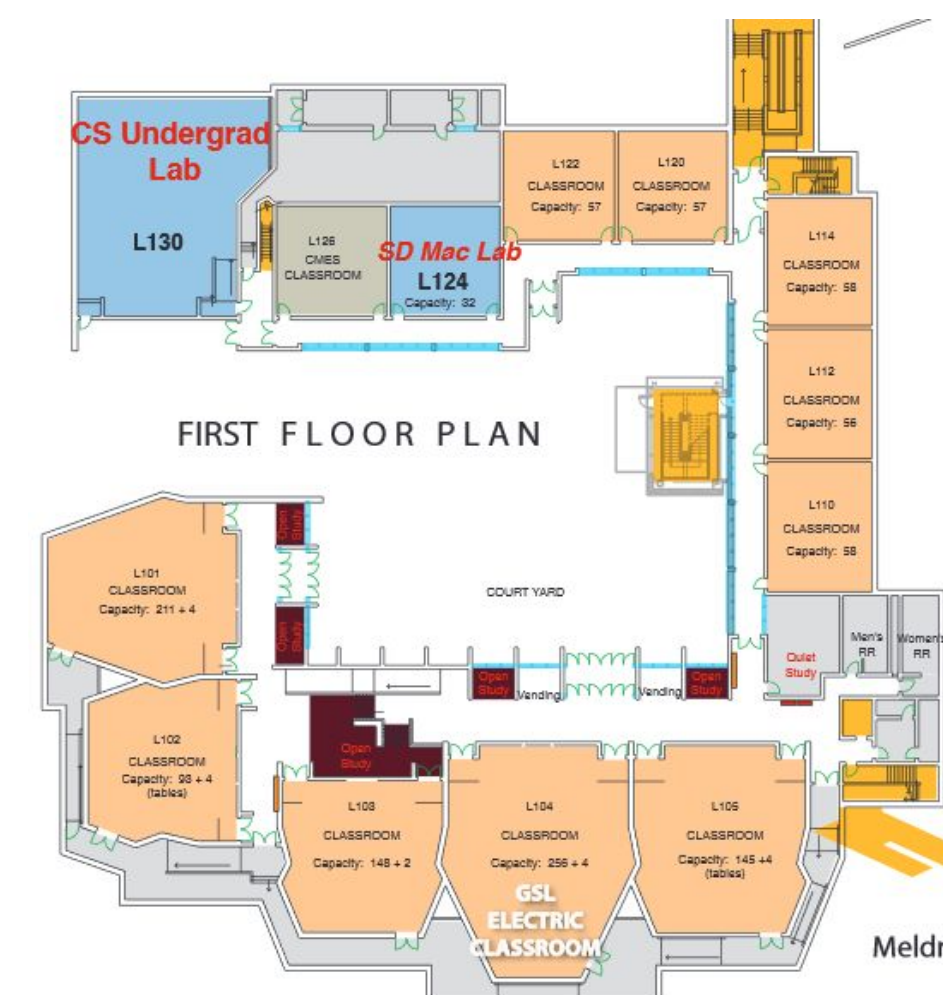 CS Undergrad
Lab
L130
L126
CMES
CLASSROOM
SD Mac Lab
L124
Capacity: 32
L122
CLASSROOM
Capacity: 57
L120
CLASSROOM
Capacity: 57
L114
CLASSROOM
Capacity: 58
L112
CLASSROOM
Capacity: 56
L110
CLASSROOM
Capacity: 58
FIRST FLOOR PLAN
Open
Study
L101
CLASSROOM
Capacity: 211 + 4
COURT YARD
Open
Study
Men's
RR
Women's
RR
Quiet
Study
Open
Study
Vending
Vending
Open
Study
L102
CLASSROOM
Capacity: 93 + 4
(tables)
Open
Study
L103
CLASSROOM
Capacity: 148 + 2
L104
CLASSROOM
Capacity: 256 + 4
GSL
ELECTRIC
CLASSROOM
L105
CLASSROOM
Capacity: 145 +4
(tables)
Meldr